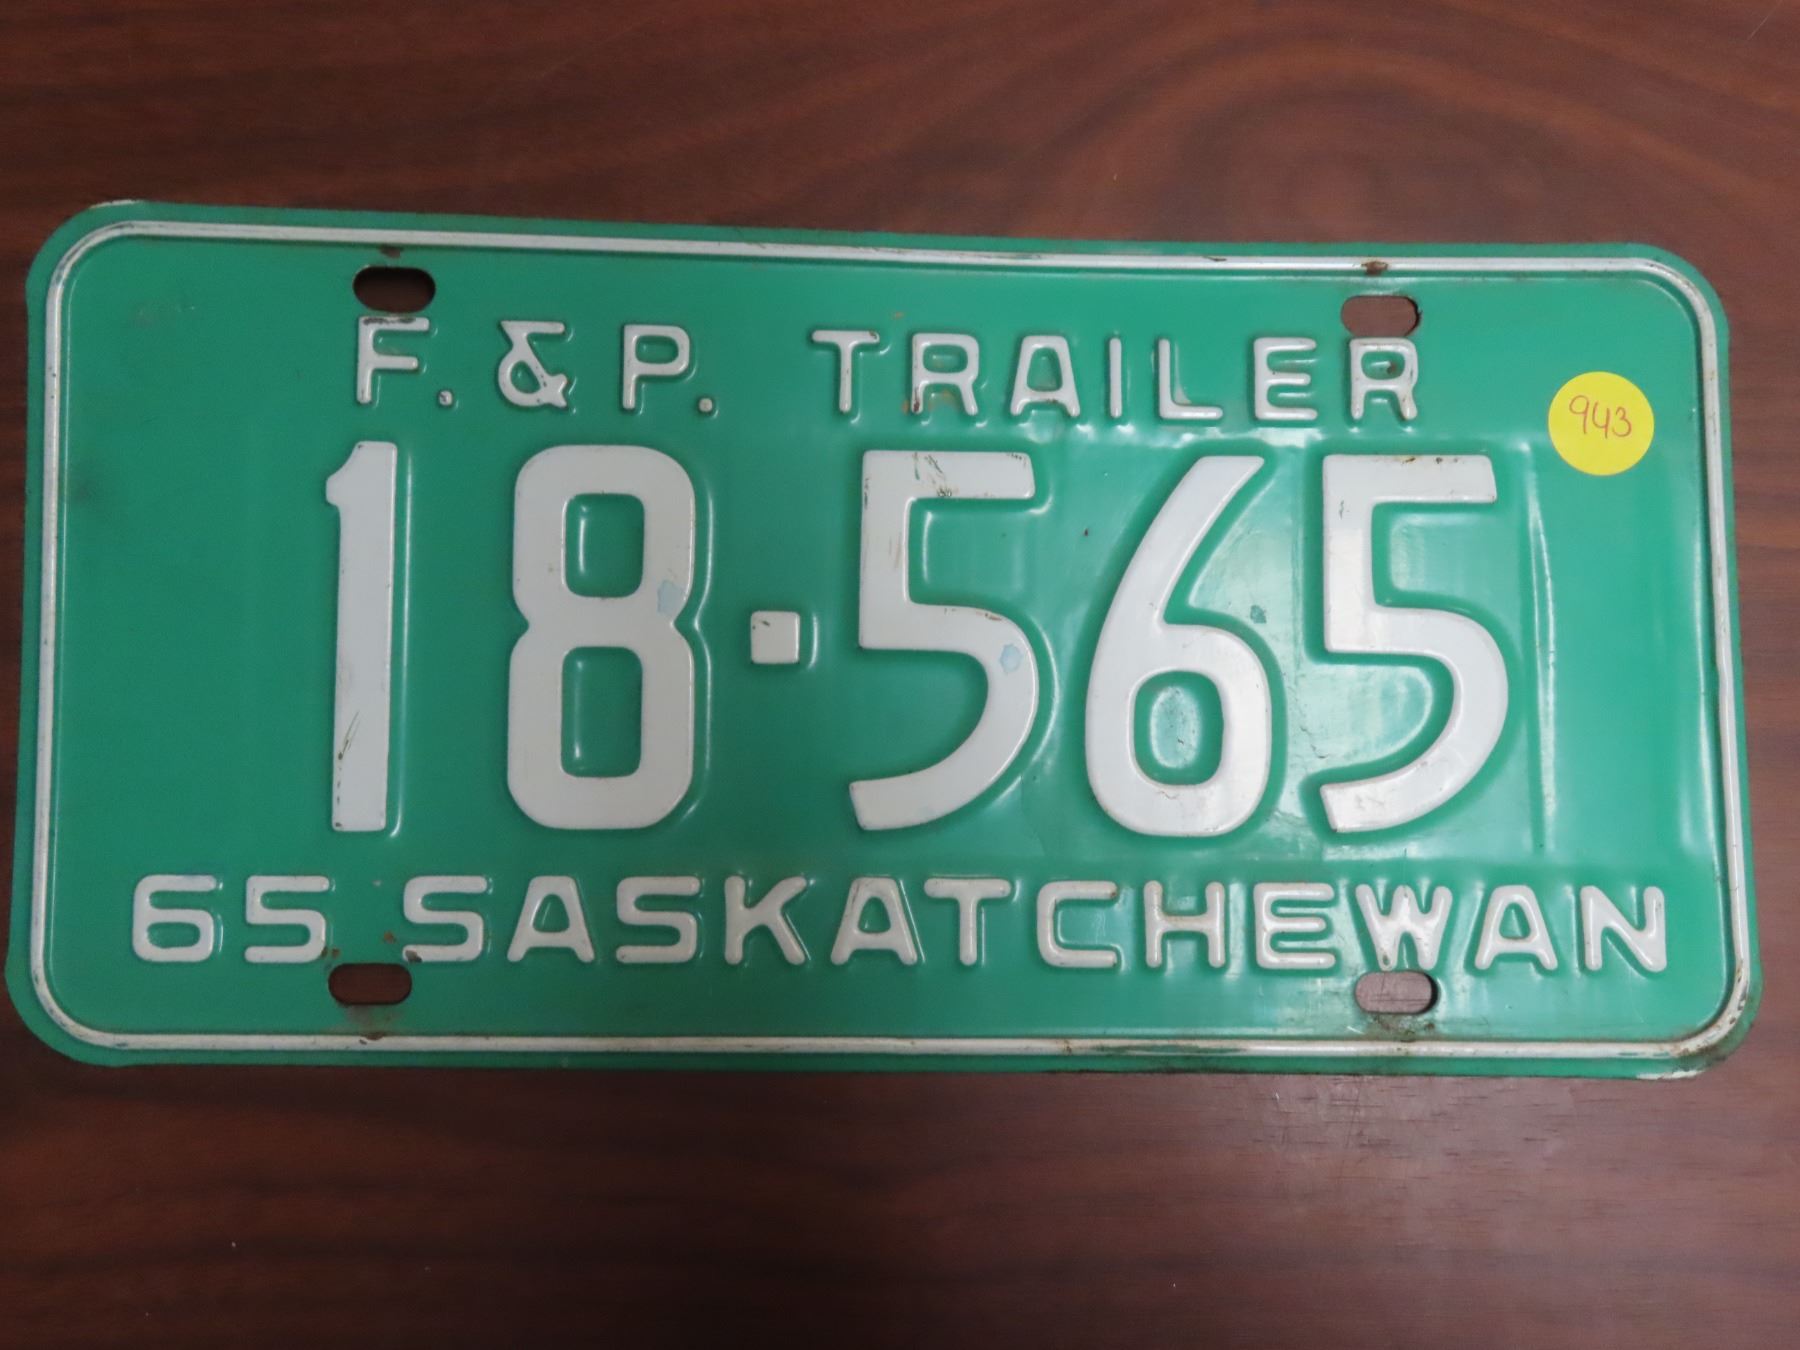 F. & P. TRAILER
943
18-565
65 SASKATCHEWAN